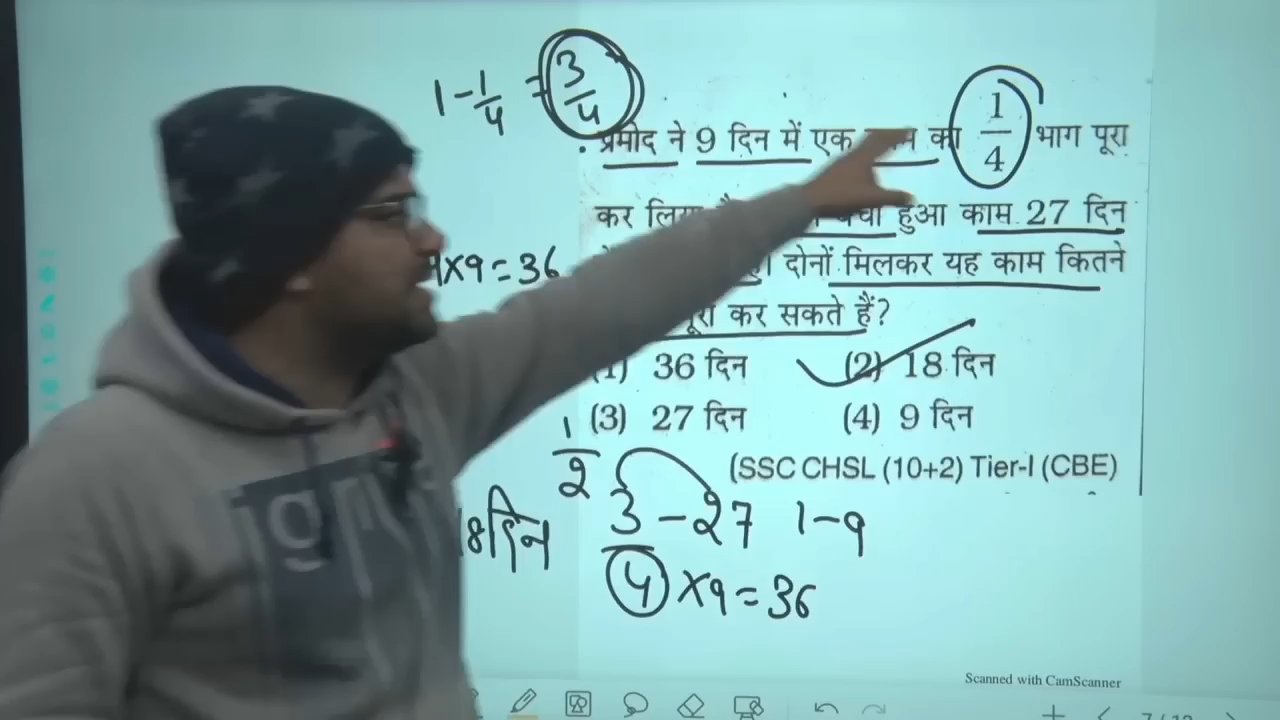 1 - 1/4 = 3/4
. प्रमोद ने 9 दिन में एक का 1/4 भाग पूरा
कर हुआ काम 27 दिन
4x9=36
दोनों मिलकर यह काम कितने
पूरा कर सकते हैं?
(1) 36 दिन (2) 18 दिन
(3) 27 दिन (4) 9 दिन
(SSC CHSL (10+2) Tier-I (CBE)
1/2
18 दिन
3 - 27 1-9
4 x9=36
Scanned with CamScanner